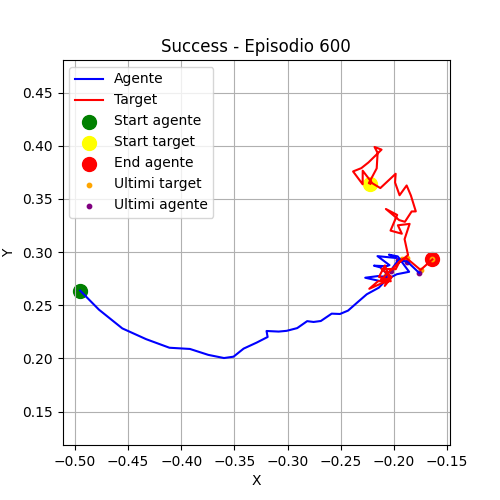 Success - Episodio 600
Agente
Target
Start agente
Start target
End agente
Ultimi target
Ultimi agente
Y
0.45
0.40
0.35
0.30
0.25
0.20
0.15
−0.50 −0.45 −0.40 −0.35 −0.30 −0.25 −0.20 −0.15
X